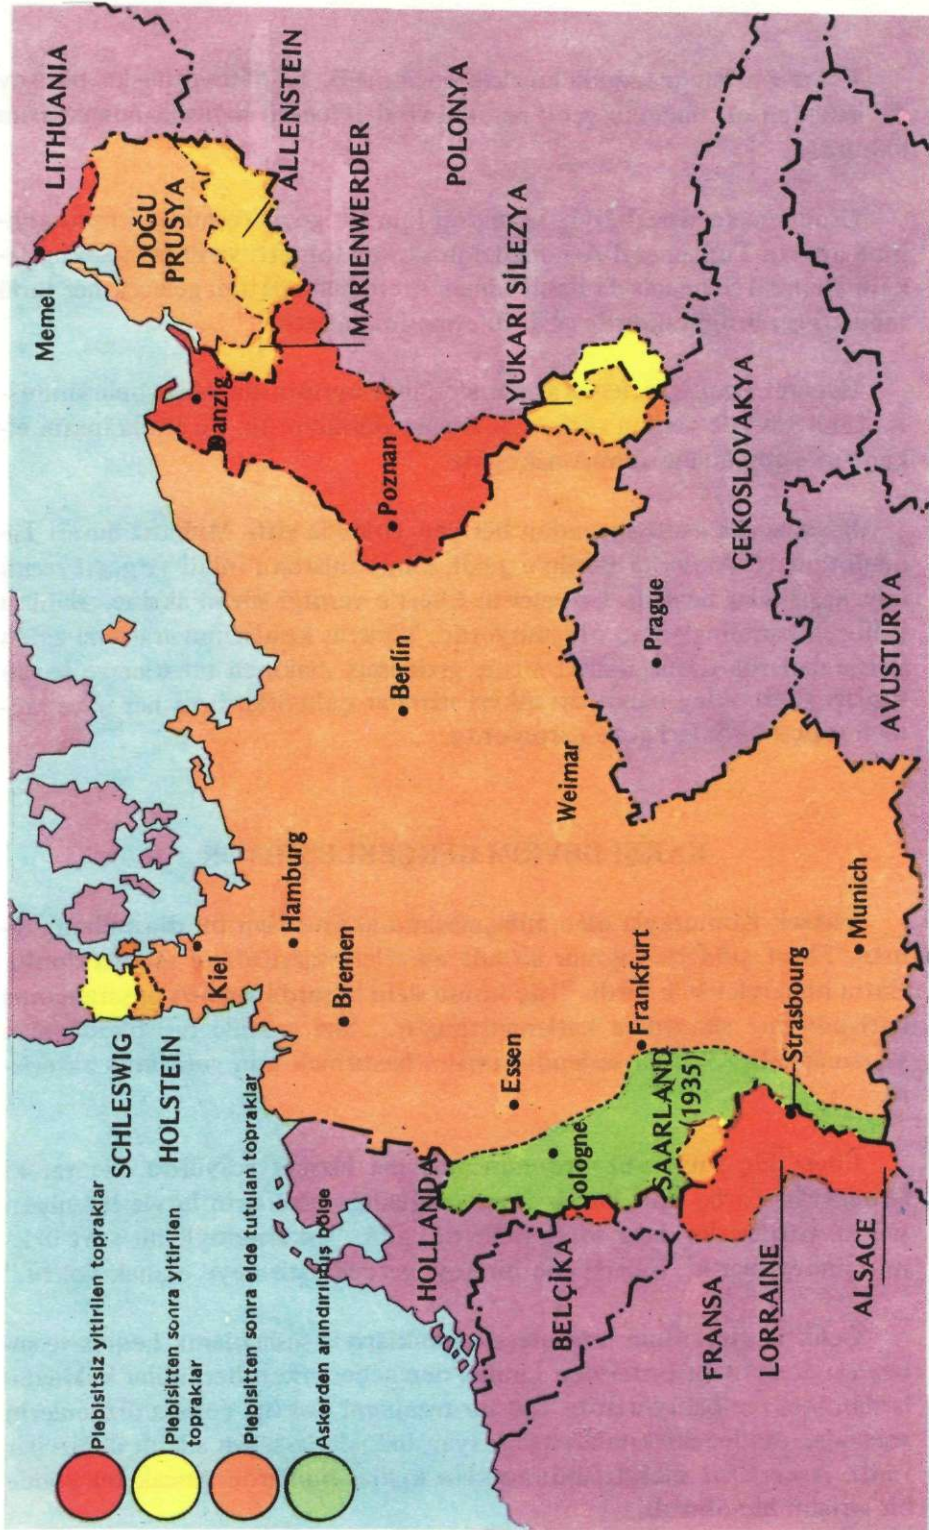 Plebisitsiz yitirilen topraklar
Plebisitten sonra yitirilen
topraklar
Plebisitten sonra elde tutulan topraklar
Askerden arındırılmış bölge
SCHLESWIG
HOLSTEIN
Kiel
Hamburg
Bremen
Berlin
Danzig
Memel
LITHUANIA
DOĞU
PRUSYA
ALLENSTEIN
MARIENWERDER
POLONYA
Poznan
YUKARI SİLEZYA
HOLLANDA
Essen
Cologne
BELÇİKA
Weimar
Prague
ÇEKOSLOVAKYA
Frankfurt
SAARLAND
(1935))
FRANSA
LORRAINE
ALSACE
Strasbourg
Munich
AVUSTURYA